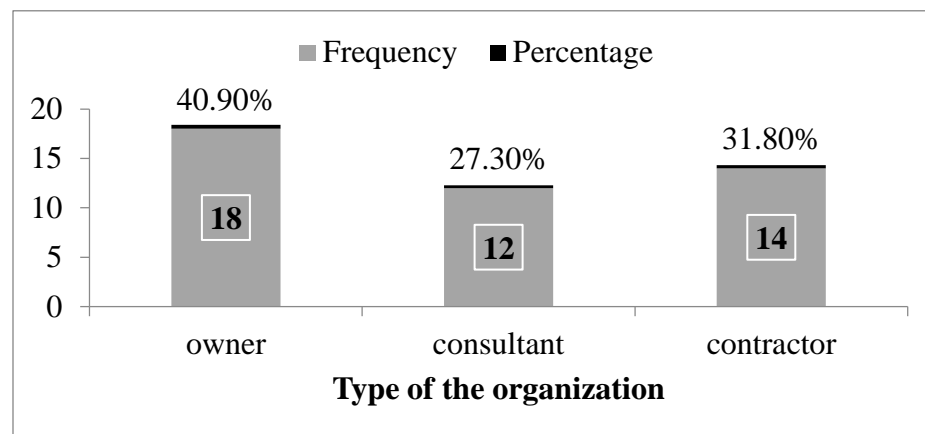 Frequency Percentage
40.90% 27.30% 31.80%
20
15
10
5
0
18 12 14
owner consultant contractor
Type of the organization